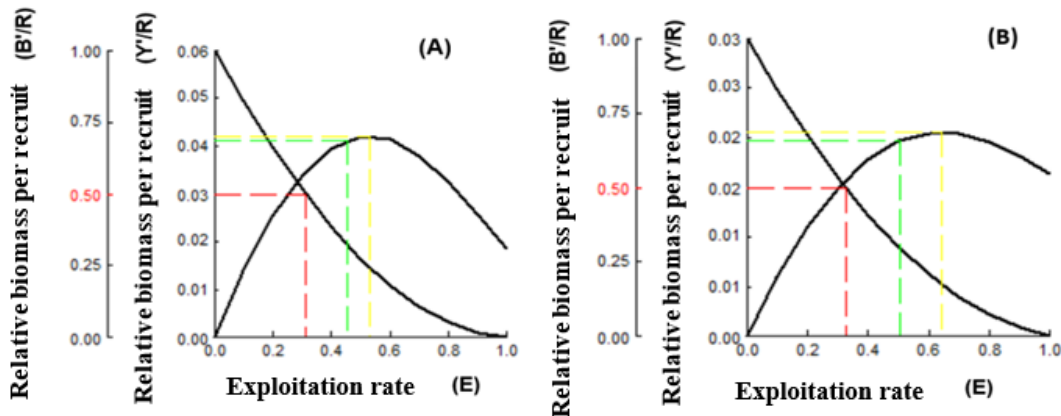 Relative biomass per recruit (B'/R)
1.00
0.75
0.50
0.25
0.00
Relative biomass per recruit (Y'/R)
0.06
0.05
0.04
0.03
0.02
0.01
0.00
(A)
0.0 0.2 0.4 0.6 0.8 1.0
Exploitation rate (E)
Relative biomass per recruit (B'/R)
1.00
0.75
0.50
0.25
0.00
Relative biomass per recruit (Y'/R)
0.03
0.03
0.02
0.02
0.01
0.01
0.00
(B)
0.0 0.2 0.4 0.6 0.8 1.0
Exploitation rate (E)